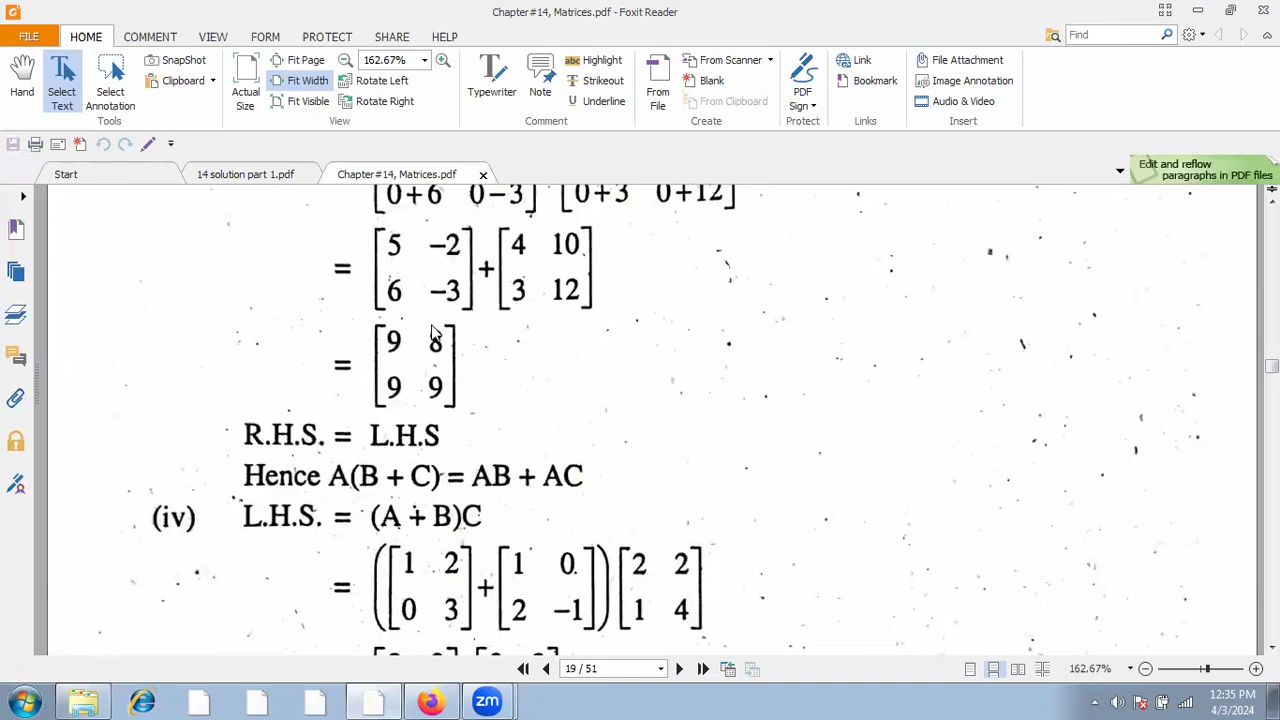 Chapter#14, Matrices.pdf - Foxit Reader
FILE HOME COMMENT VIEW FORM PROTECT SHARE HELP
Find
Hand
Select Text
Select Annotation
SnapShot
Clipboard
Tools
Actual Size
Fit Page
Fit Width
Fit Visible
162.67%
Rotate Left
Rotate Right
View
Typewriter
Note
Highlight
Strikeout
Underline
Comment
From File
From Scanner
Blank
From Clipboard
Create
PDF Sign
Protect
Link
Bookmark
Links
File Attachment
Image Annotation
Audio & Video
Insert
Start
14 solution part 1.pdf
Chapter#14, Matrices.pdf
Edit and reflow
paragraphs in PDF files
[0+6 0−3] [0+3 0+12]
= [5 −2
6 −3] + [4 10
3 12]
= [9 8
9 9]
R.H.S. = L.H.S
Hence A(B + C) = AB + AC
(iv) L.H.S. = (A + B)C
= ([1 2
0 3] + [1 0
2 −1]) [2 2
1 4]
19 / 51
162.67%
zm
12:35 PM
4/3/2024